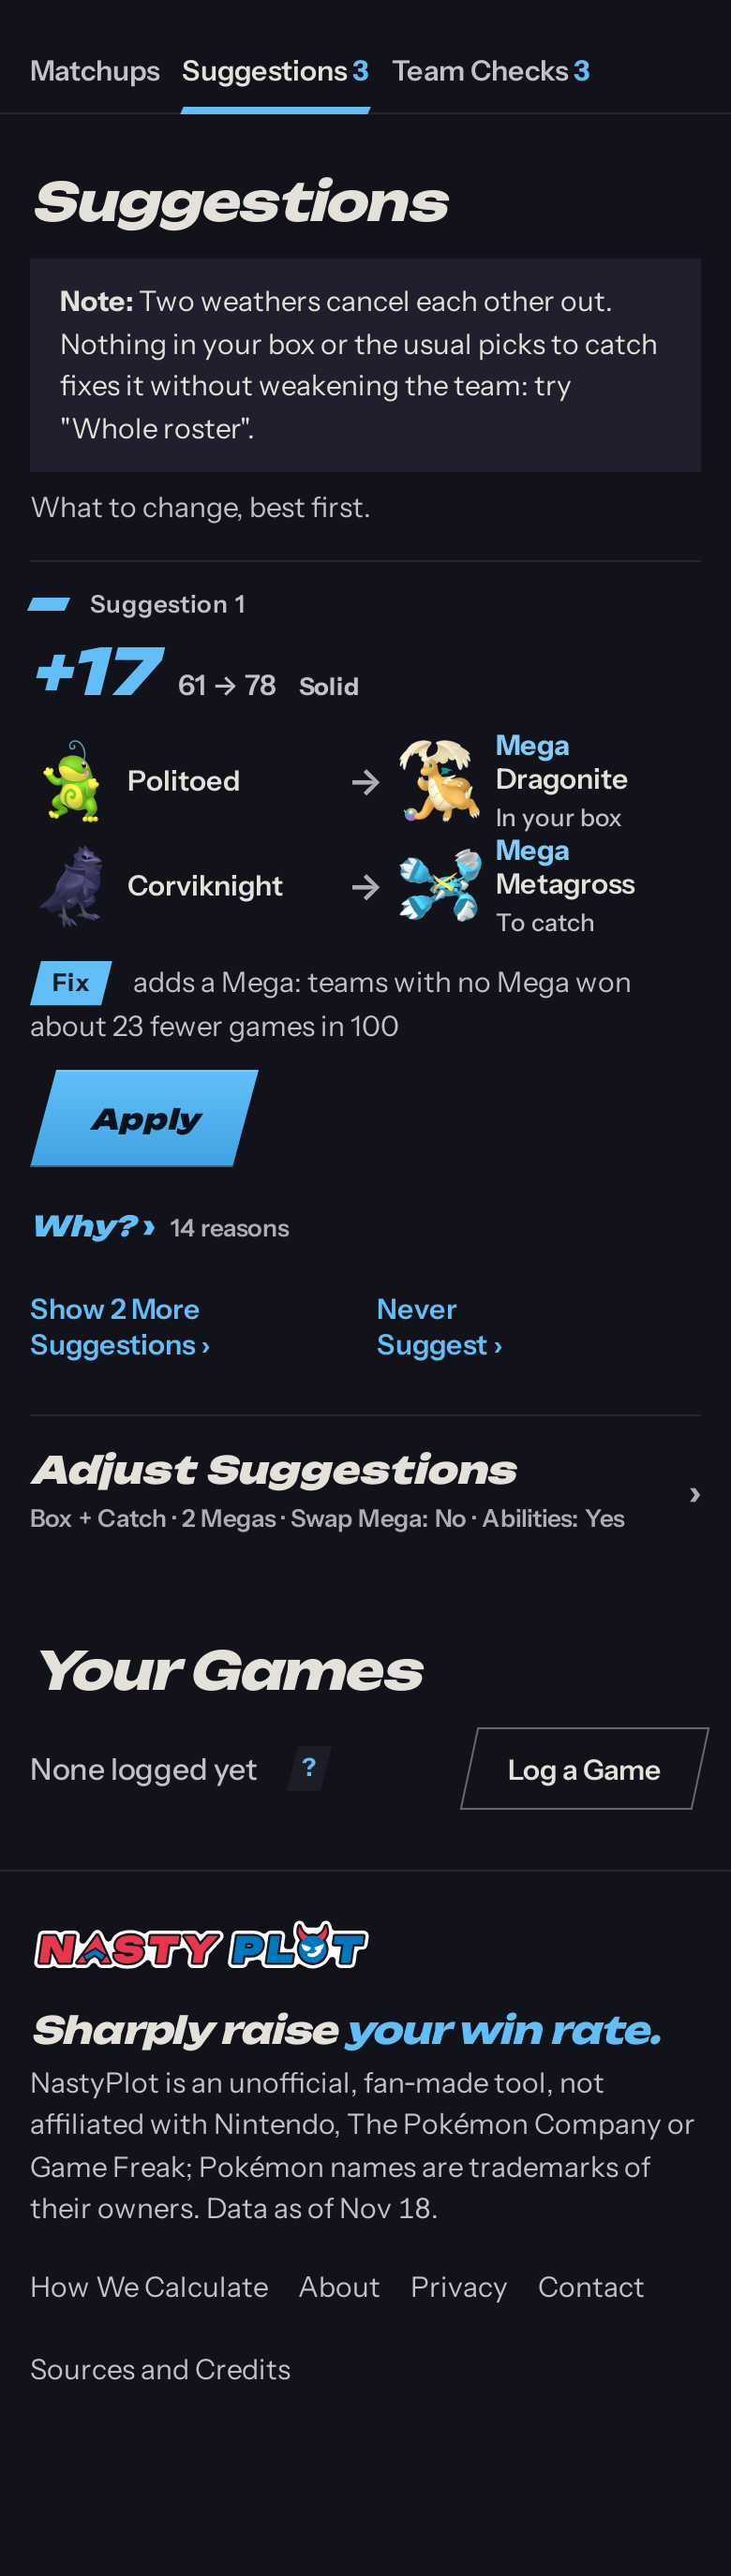 Matchups Suggestions 3 Team Checks 3
Suggestions
Note: Two weathers cancel each other out.
Nothing in your box or the usual picks to catch
fixes it without weakening the team: try
"Whole roster".
What to change, best first.
Suggestion 1
+17 61 → 78 Solid
Politoed → Mega
Dragonite
In your box
Corviknight → Mega
Metagross
To catch
Fix adds a Mega: teams with no Mega won
about 23 fewer games in 100
Apply
Why? › 14 reasons
Show 2 More
Suggestions ›
Never
Suggest ›
Adjust Suggestions
Box + Catch · 2 Megas · Swap Mega: No · Abilities: Yes ›
Your Games
None logged yet ? Log a Game
NASTY PLOT
Sharply raise your win rate.
NastyPlot is an unofficial, fan-made tool, not
affiliated with Nintendo, The Pokémon Company or
Game Freak; Pokémon names are trademarks of
their owners. Data as of Nov 18.
How We Calculate About Privacy Contact
Sources and Credits